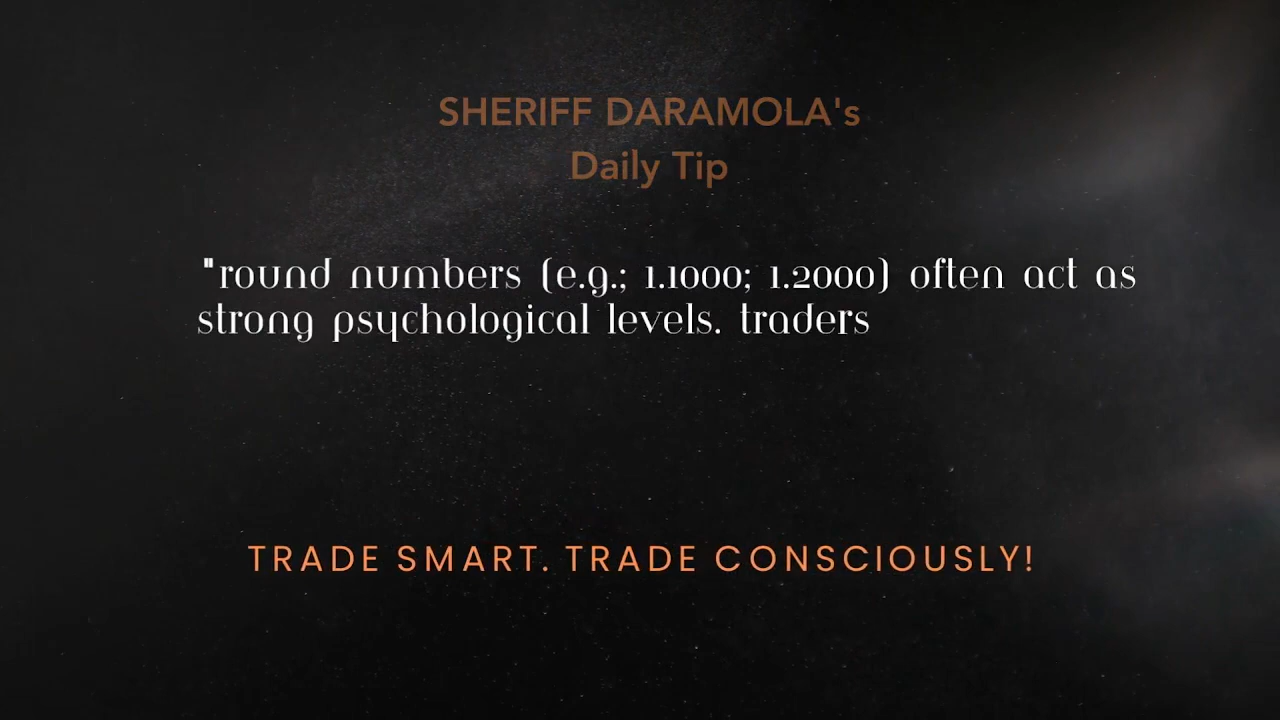 SHERIFF DARAMOLA's
Daily Tip
"round numbers (e.g.; 1.1000; 1.2000) often act as
strong psychological levels. traders
TRADE SMART. TRADE CONSCIOUSLY!